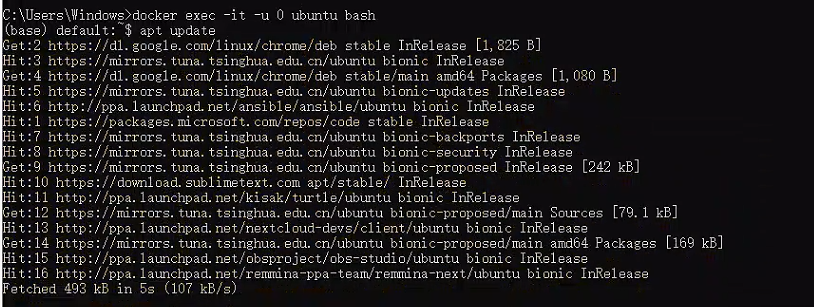 C:\Users\Windows>docker exec -it -u 0 ubuntu bash
(base) default:~$ apt update
Get:2 https://dl.google.com/linux/chrome/deb stable InRelease [1,825 B]
Hit:3 https://mirrors.tuna.tsinghua.edu.cn/ubuntu bionic InRelease
Get:4 https://dl.google.com/linux/chrome/deb stable/main amd64 Packages [1,080 B]
Hit:5 https://mirrors.tuna.tsinghua.edu.cn/ubuntu bionic-updates InRelease
Hit:6 http://ppa.launchpad.net/ansible/ansible/ubuntu bionic InRelease
Hit:1 https://packages.microsoft.com/repos/code stable InRelease
Hit:7 https://mirrors.tuna.tsinghua.edu.cn/ubuntu bionic-backports InRelease
Hit:8 https://mirrors.tuna.tsinghua.edu.cn/ubuntu bionic-security InRelease
Get:9 https://mirrors.tuna.tsinghua.edu.cn/ubuntu bionic-proposed InRelease [242 kB]
Hit:10 https://download.sublimetext.com apt/stable/ InRelease
Hit:11 http://ppa.launchpad.net/kisak/turtle/ubuntu bionic InRelease
Get:12 https://mirrors.tuna.tsinghua.edu.cn/ubuntu bionic-proposed/main Sources [79.1 kB]
Hit:13 http://ppa.launchpad.net/nextcloud-devs/client/ubuntu bionic InRelease
Get:14 https://mirrors.tuna.tsinghua.edu.cn/ubuntu bionic-proposed/main amd64 Packages [169 kB]
Hit:15 http://ppa.launchpad.net/obsproject/obs-studio/ubuntu bionic InRelease
Hit:16 http://ppa.launchpad.net/remmina-ppa-team/remmina-next/ubuntu bionic InRelease
Fetched 493 kB in 5s (107 kB/s)